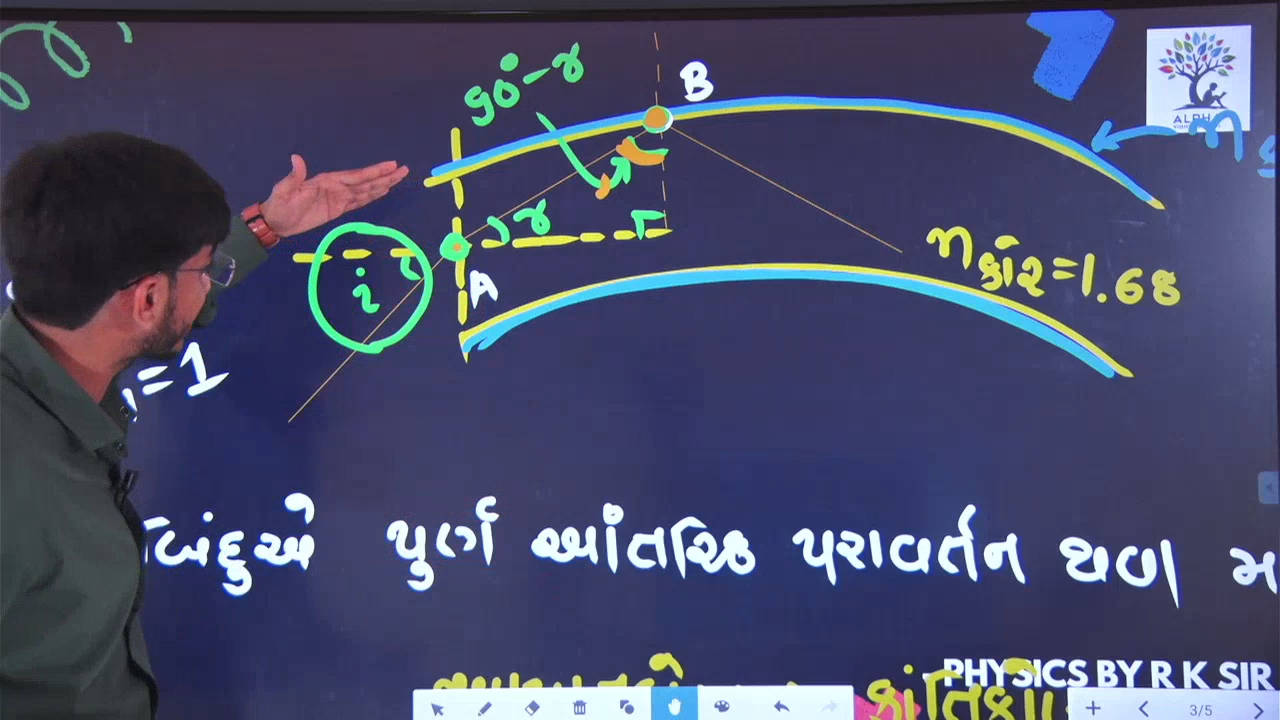 90°-r
B
r
i
A
n કોર = 1.68
=1
બિંદુએ પુર્ણ આંતરિક પરાવર્તન થવા મ
PHYSICS BY R K SIR
3/5